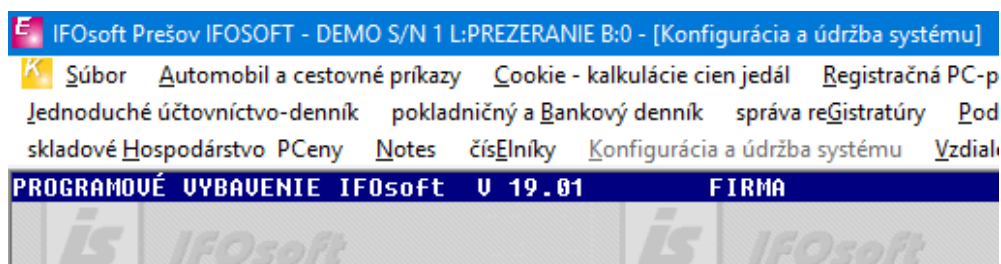 IFOsoft Prešov IFOSOFT - DEMO S/N 1 L:PREZERANIE B:0 - [Konfigurácia a údržba systému]
Súbor Automobil a cestovné príkazy Cookie - kalkulácie cien jedál Registračná PC-p
Jednoduché účtovníctvo-denník pokladničný a Bankový denník správa reGistratúry Pod
skladové Hospodárstvo PCeny Notes čísElníky Konfigurácia a údržba systému Vzdiale
PROGRAMOVÉ VYBAVENIE IFOsoft V 19.01 FIRMA
is IFOsoft is IFOsoft